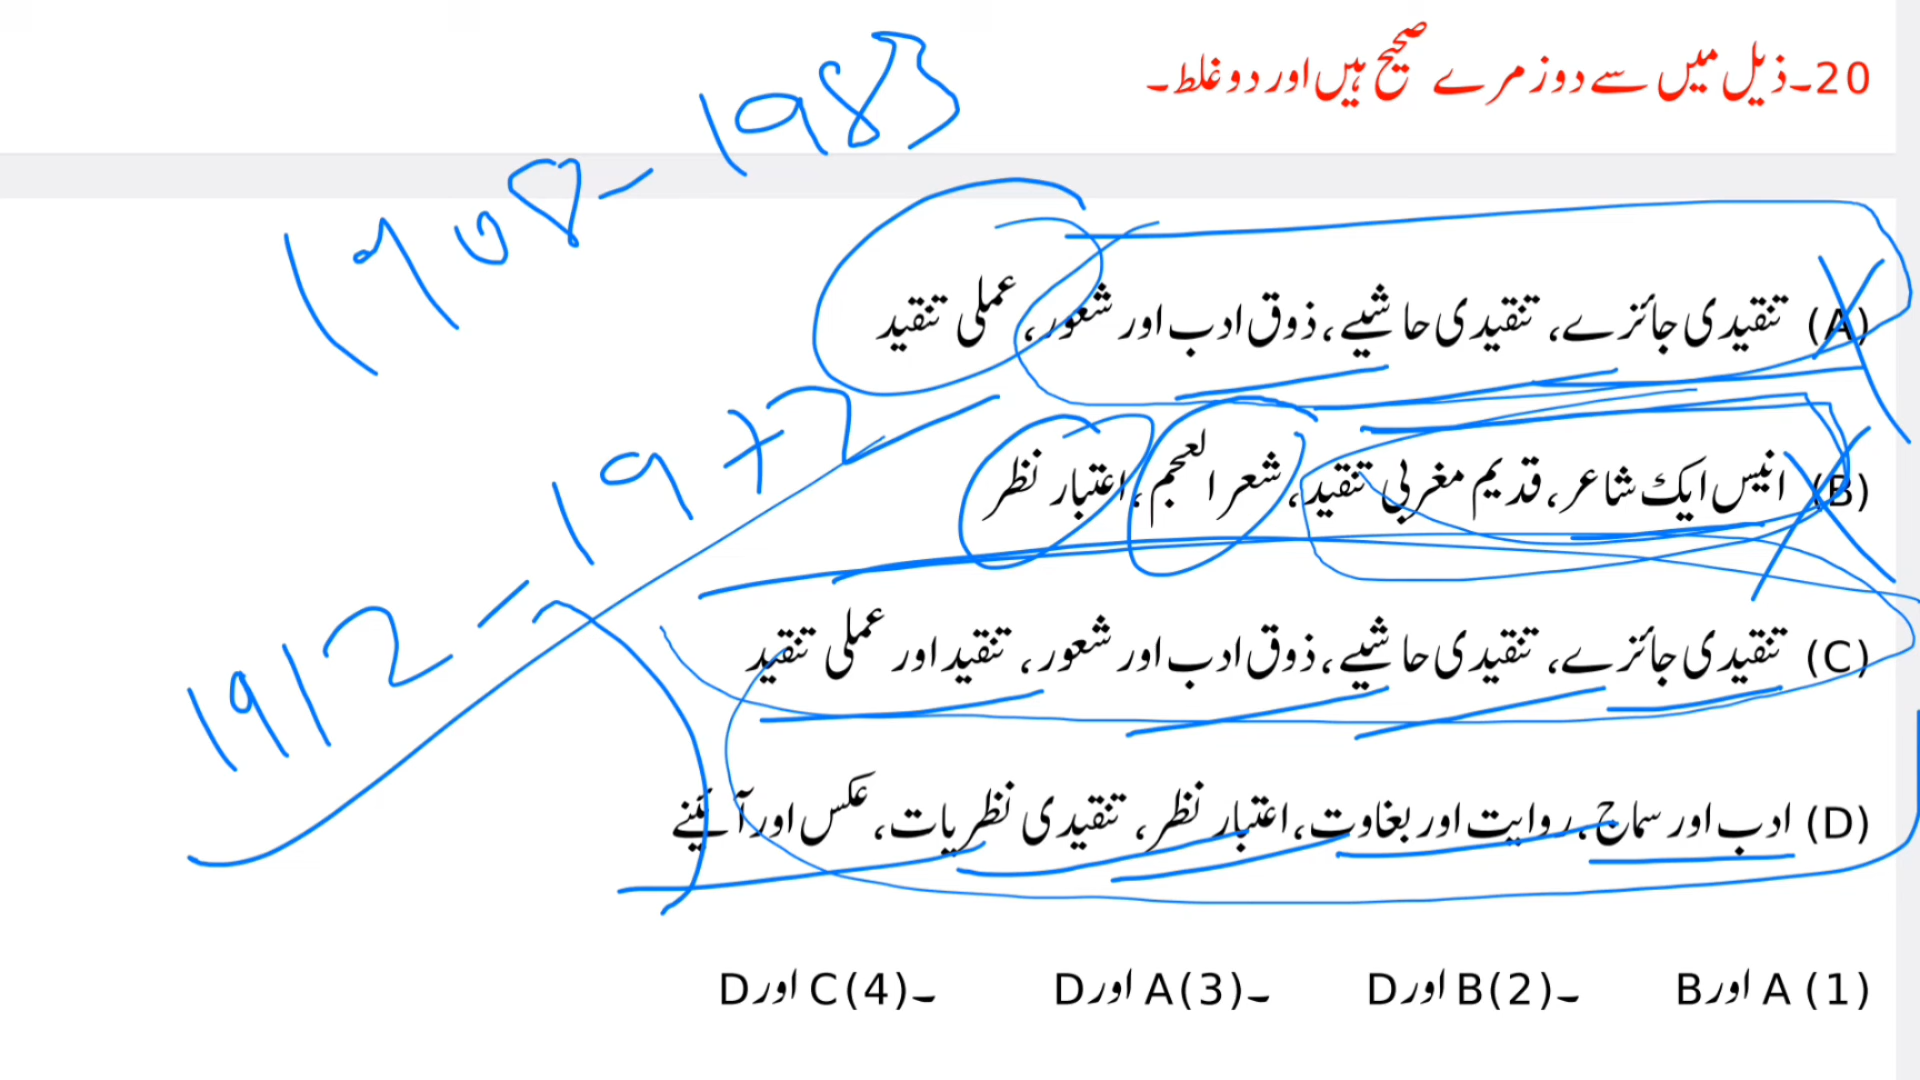 20۔ذیل میں سے دو زمرے صحیح ہیں اور دو غلط۔
1908 - 1983
(A) تنقیدی جائزے، تنقیدی حاشیے، ذوق ادب اور شعور، عملی تنقید
1912 - 1972
(B) انیس ایک شاعر، قدیم مغربی تنقید، شعر العجم، اعتبار نظر
(C) تنقیدی جائزے، تنقیدی حاشیے، ذوق ادب اور شعور، تنقید اور عملی تنقید
(D) ادب اور سماج، روایت اور بغاوت، اعتبار نظر، تنقیدی نظریات، عکس اور آئینے
(1) A اور B ۔(2) B اور D ۔(3) A اور D ۔(4) C اور D